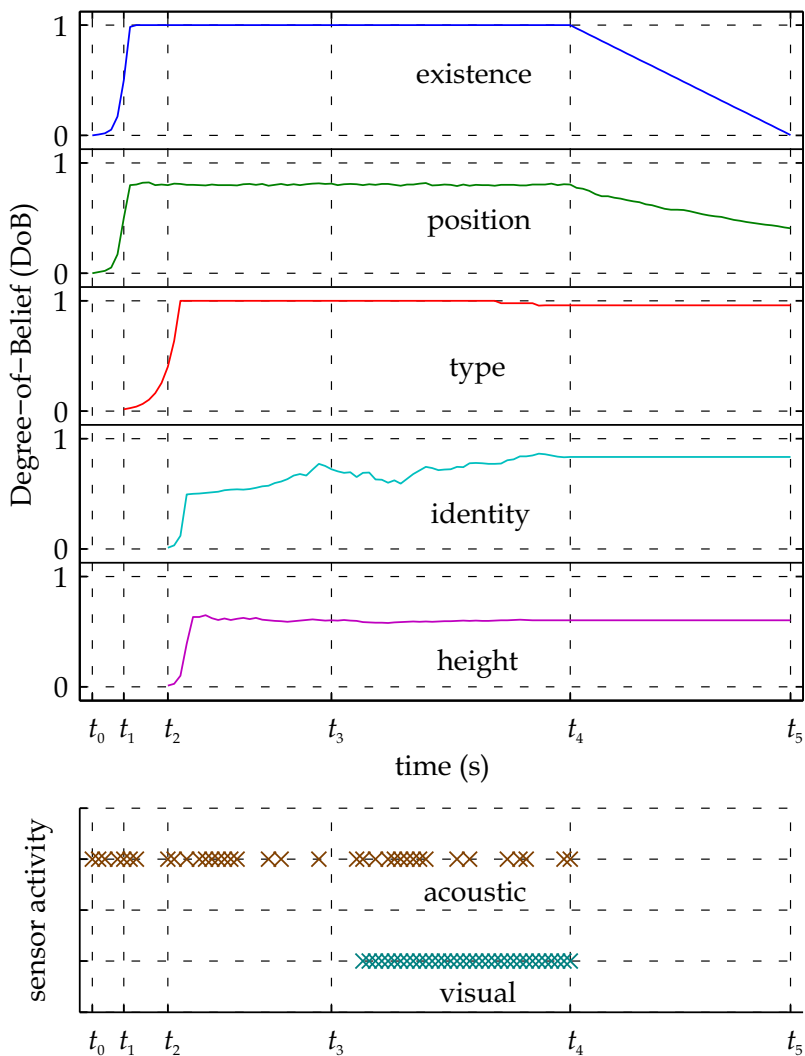 Degree−of−Belief (DoB)
1
existence
0
1
position
0
1
type
0
1
identity
0
1
height
0
t₀ t₁ t₂ t₃ t₄ t₅
time (s)
sensor activity
acoustic
visual
t₀ t₁ t₂ t₃ t₄ t₅